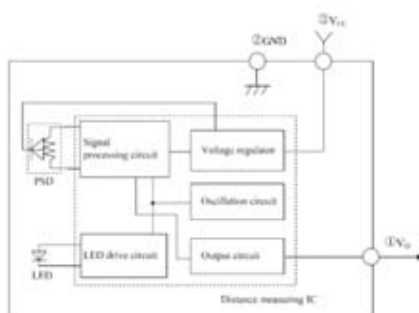 ②GND
③Vcc
Signal
processing circuit
Voltage regulator
PSD
Oscillation circuit
LED drive circuit
Output circuit
①Vo
LED
Distance measuring IC